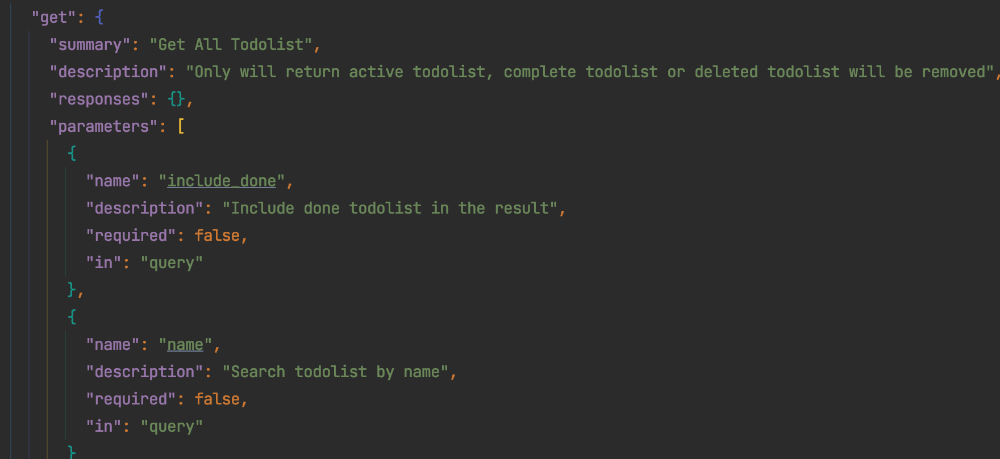 "get": {
"summary": "Get All Todolist",
"description": "Only will return active todolist, complete todolist or deleted todolist will be removed",
"responses": {},
"parameters": [
{
"name": "include_done",
"description": "Include done todolist in the result",
"required": false,
"in": "query"
},
{
"name": "name",
"description": "Search todolist by name",
"required": false,
"in": "query"
}